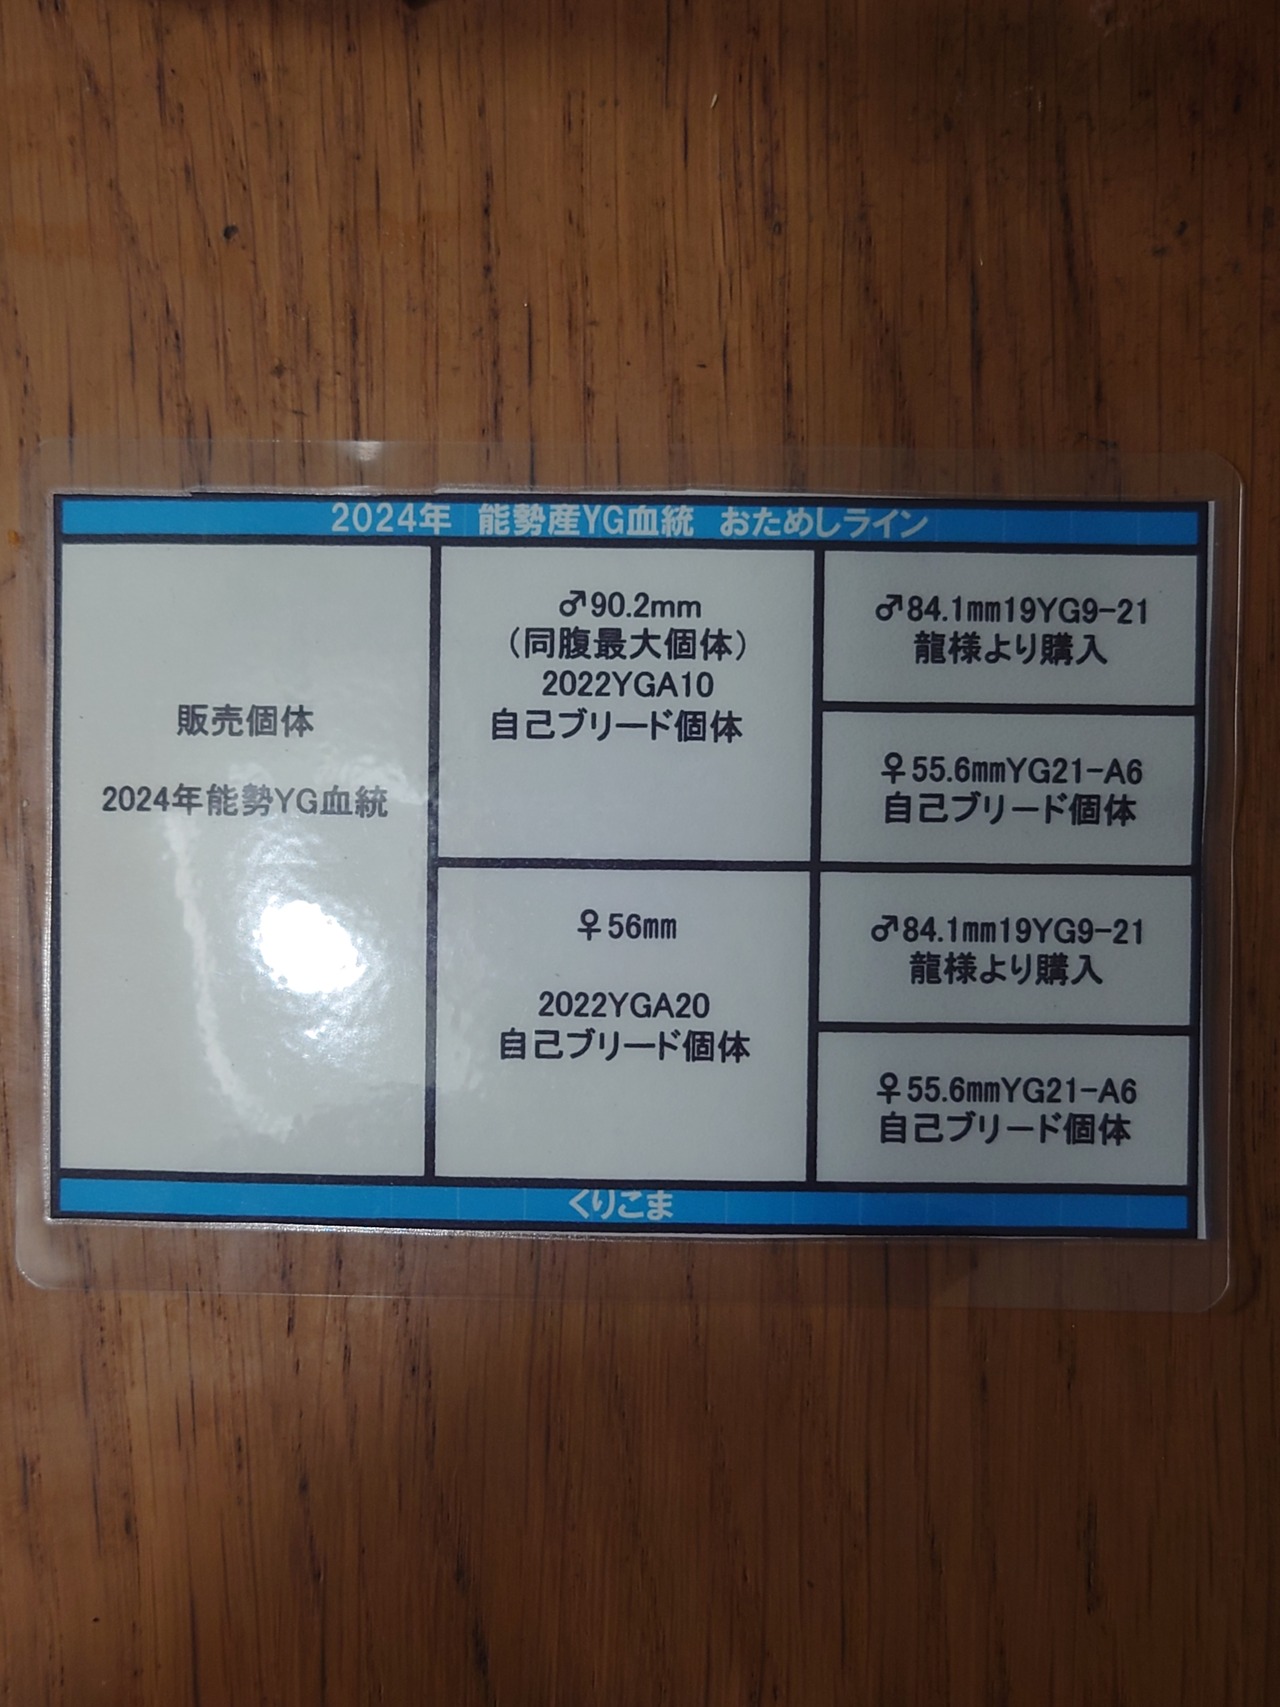 2024年 能勢産YG血統 おためしライン
販売個体
2024年能勢YG血統
♂90.2mm
（同腹最大個体）
2022YGA10
自己ブリード個体
♀56㎜
2022YGA20
自己ブリード個体
♂84.1㎜19YG9-21
龍様より購入
♀55.6㎜YG21-A6
自己ブリード個体
♂84.1㎜19YG9-21
龍様より購入
♀55.6㎜YG21-A6
自己ブリード個体
くりこま